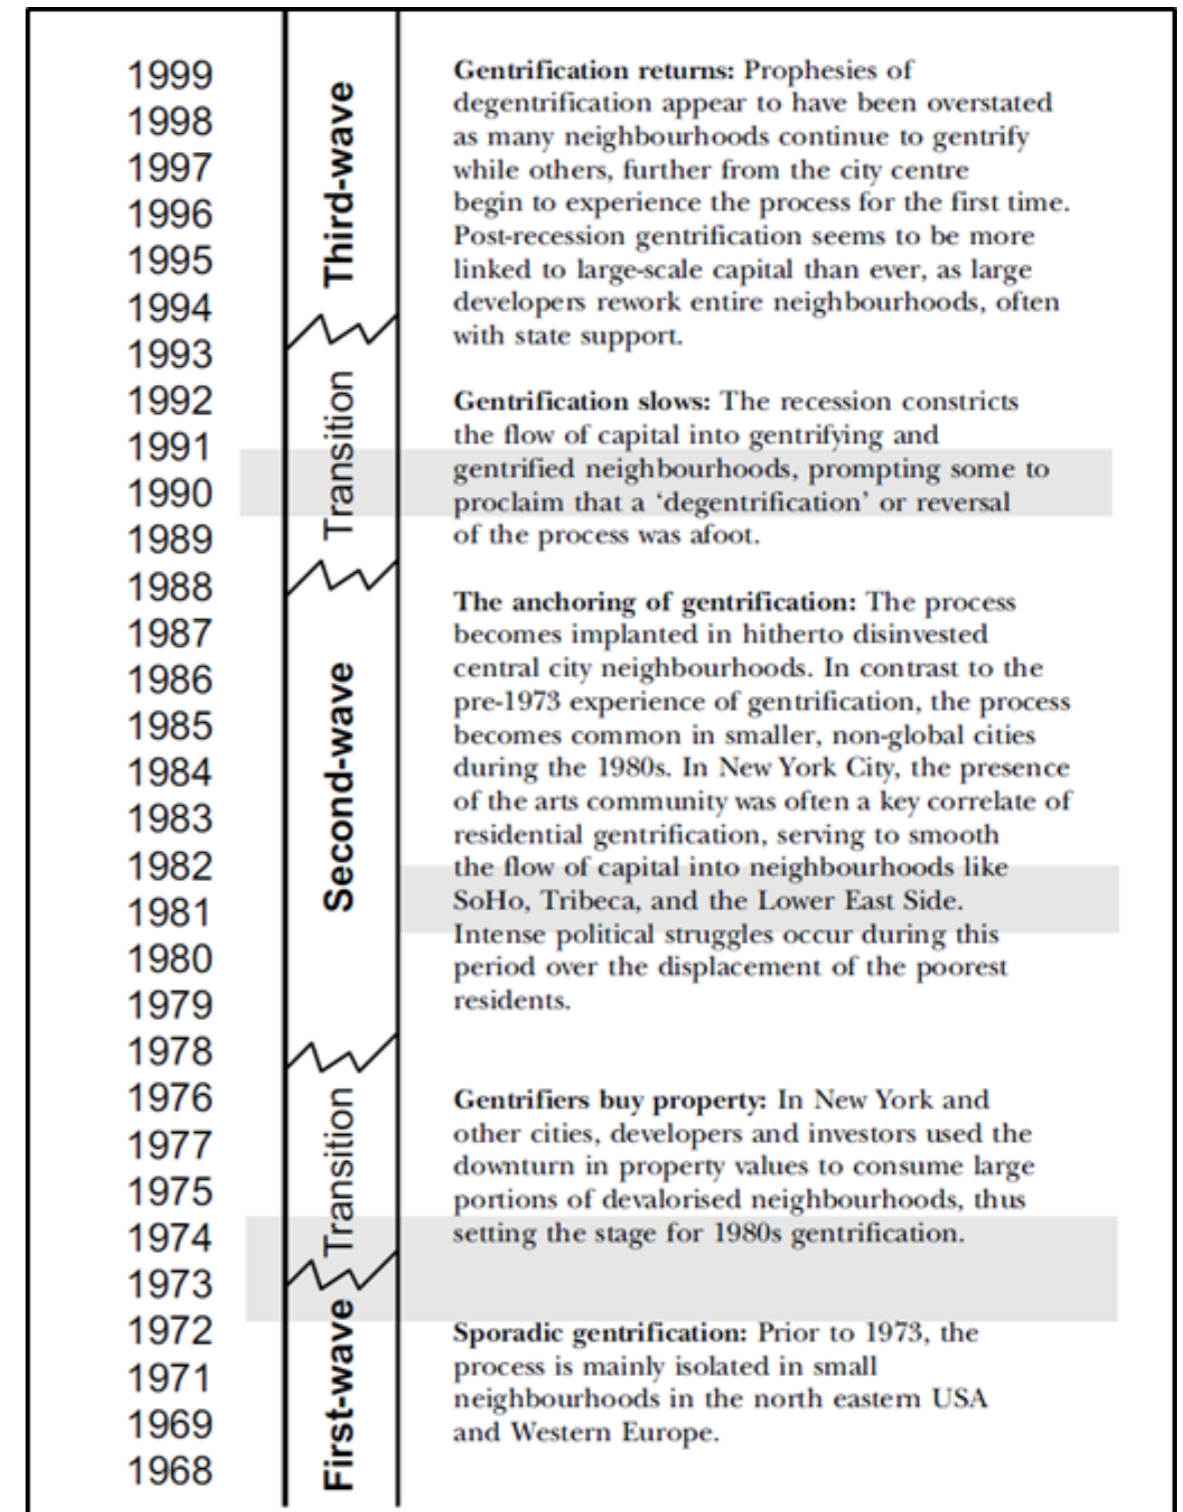 1999
1998
1997
1996
1995
1994
1993
1992
1991
1990
1989
1988
1987
1986
1985
1984
1983
1982
1981
1980
1979
1978
1976
1977
1975
1974
1973
1972
1971
1969
1968
Third-wave
Transition
Second-wave
Transition
First-wave
Gentrification returns: Prophesies of
degentrification appear to have been overstated
as many neighbourhoods continue to gentrify
while others, further from the city centre
begin to experience the process for the first time.
Post-recession gentrification seems to be more
linked to large-scale capital than ever, as large
developers rework entire neighbourhoods, often
with state support.
Gentrification slows: The recession constricts
the flow of capital into gentrifying and
gentrified neighbourhoods, prompting some to
proclaim that a ‘degentrification’ or reversal
of the process was afoot.
The anchoring of gentrification: The process
becomes implanted in hitherto disinvested
central city neighbourhoods. In contrast to the
pre-1973 experience of gentrification, the process
becomes common in smaller, non-global cities
during the 1980s. In New York City, the presence
of the arts community was often a key correlate of
residential gentrification, serving to smooth
the flow of capital into neighbourhoods like
SoHo, Tribeca, and the Lower East Side.
Intense political struggles occur during this
period over the displacement of the poorest
residents.
Gentrifiers buy property: In New York and
other cities, developers and investors used the
downturn in property values to consume large
portions of devalorised neighbourhoods, thus
setting the stage for 1980s gentrification.
Sporadic gentrification: Prior to 1973, the
process is mainly isolated in small
neighbourhoods in the north eastern USA
and Western Europe.